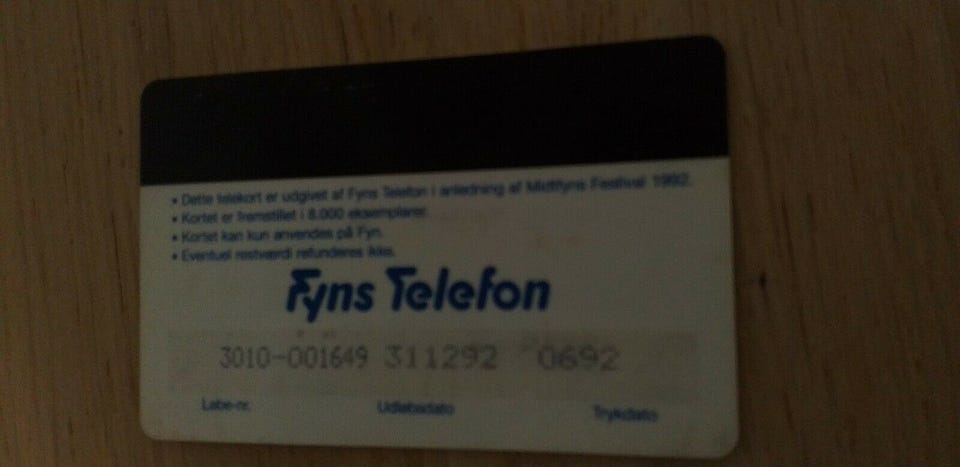 • Dette telekort er udgivet af Fyns Telefon i anledning af Midtfyns Festival 1992.
• Kortet er fremstillet i 8.000 eksemplarer.
• Kortet kan kun anvendes på Fyn.
• Eventuel restværdi refunderes ikke.
Fyns Telefon
3010-001649 311292 0692
Løbe-nr. Udløbsdato Trykdato